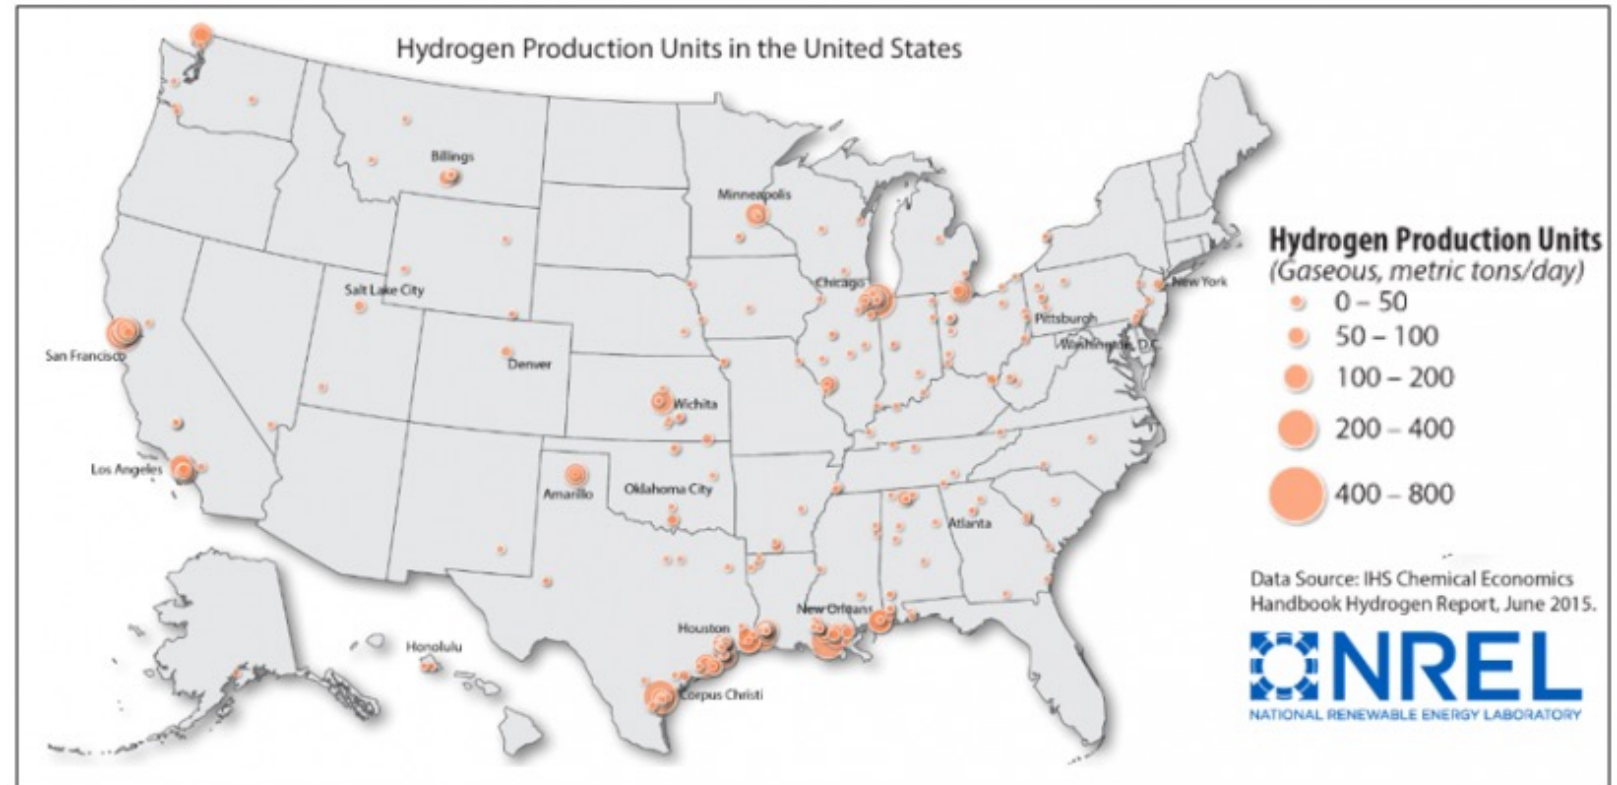 Hydrogen Production Units in the United States
Billings
Minneapolis
Chicago
Salt Lake City
New York
Pittsburgh
Washington, D.C.
San Francisco
Denver
Wichita
Los Angeles
Amarillo
Oklahoma City
Atlanta
New Orleans
Houston
Honolulu
Corpus Christi
Hydrogen Production Units
(Gaseous, metric tons/day)
0 – 50
50 – 100
100 – 200
200 – 400
400 – 800
Data Source: IHS Chemical Economics
Handbook Hydrogen Report, June 2015.
NREL
NATIONAL RENEWABLE ENERGY LABORATORY